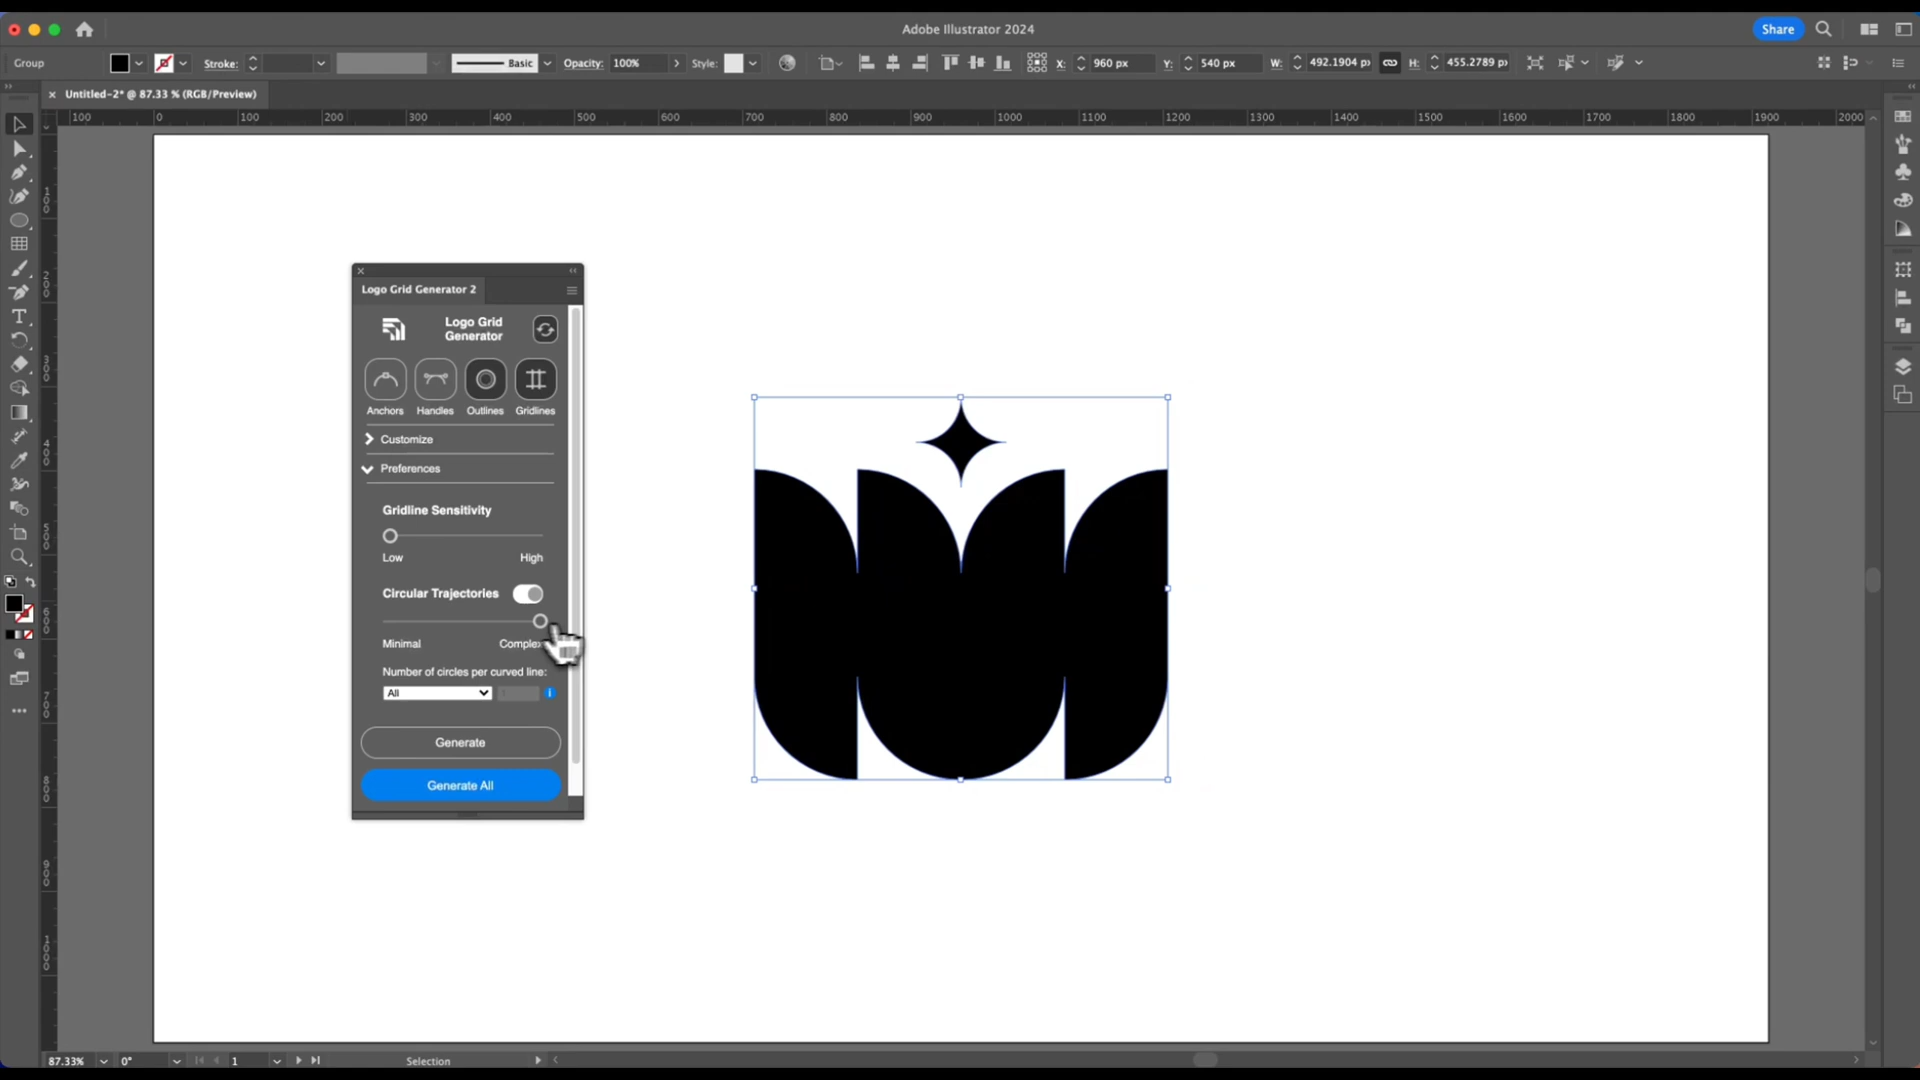 Adobe Illustrator 2024
Share
Group
Stroke:
Basic
Opacity:
100%
Style:
X:
960 px
Y:
540 px
W:
492.1904 p
H:
455.2789 p
× Untitled-2* @ 87.33 % (RGB/Preview)
100 0 100 200 300 400 500 600 700 800 900 1000 1100 1200 1300 1400 1500 1600 1700 1800 1900 2000
100
200
300
400
500
600
700
800
900
1000
Logo Grid Generator 2
Logo Grid
Generator
Anchors Handles Outlines Gridlines
Customize
Preferences
Gridline Sensitivity
Low High
Circular Trajectories
Minimal Comple
Number of circles per curved line:
All
i
Generate
Generate All
87.33%
0°
1
Selection